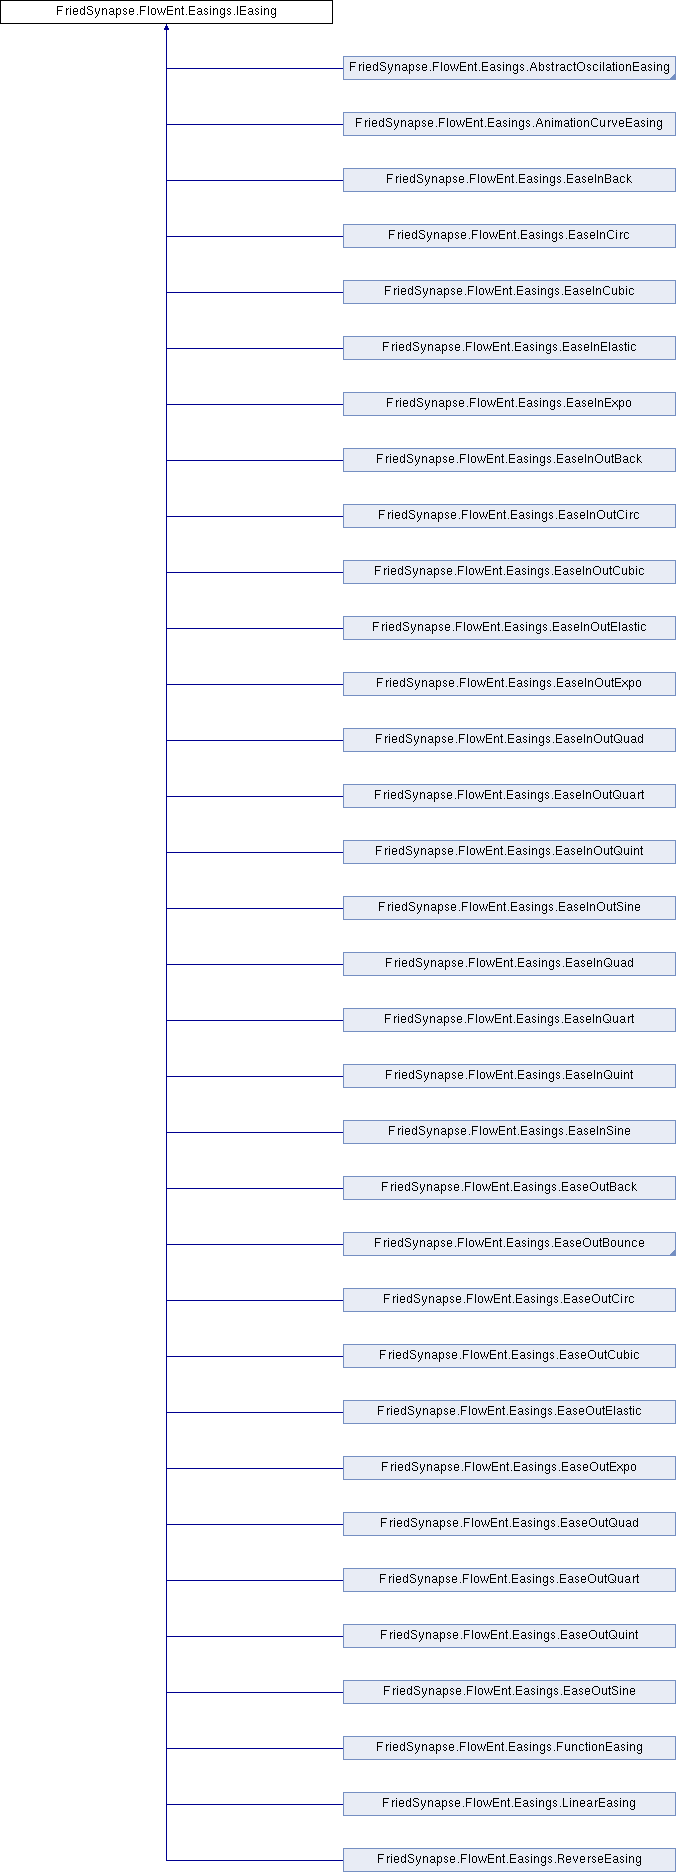 FriedSynapse.FlowEnt.Easings.IEasing
FriedSynapse.FlowEnt.Easings.AbstractOscilationEasing
FriedSynapse.FlowEnt.Easings.AnimationCurveEasing
FriedSynapse.FlowEnt.Easings.EaseInBack
FriedSynapse.FlowEnt.Easings.EaseInCirc
FriedSynapse.FlowEnt.Easings.EaseInCubic
FriedSynapse.FlowEnt.Easings.EaseInElastic
FriedSynapse.FlowEnt.Easings.EaseInExpo
FriedSynapse.FlowEnt.Easings.EaseInOutBack
FriedSynapse.FlowEnt.Easings.EaseInOutCirc
FriedSynapse.FlowEnt.Easings.EaseInOutCubic
FriedSynapse.FlowEnt.Easings.EaseInOutElastic
FriedSynapse.FlowEnt.Easings.EaseInOutExpo
FriedSynapse.FlowEnt.Easings.EaseInOutQuad
FriedSynapse.FlowEnt.Easings.EaseInOutQuart
FriedSynapse.FlowEnt.Easings.EaseInOutQuint
FriedSynapse.FlowEnt.Easings.EaseInOutSine
FriedSynapse.FlowEnt.Easings.EaseInQuad
FriedSynapse.FlowEnt.Easings.EaseInQuart
FriedSynapse.FlowEnt.Easings.EaseInQuint
FriedSynapse.FlowEnt.Easings.EaseInSine
FriedSynapse.FlowEnt.Easings.EaseOutBack
FriedSynapse.FlowEnt.Easings.EaseOutBounce
FriedSynapse.FlowEnt.Easings.EaseOutCirc
FriedSynapse.FlowEnt.Easings.EaseOutCubic
FriedSynapse.FlowEnt.Easings.EaseOutElastic
FriedSynapse.FlowEnt.Easings.EaseOutExpo
FriedSynapse.FlowEnt.Easings.EaseOutQuad
FriedSynapse.FlowEnt.Easings.EaseOutQuart
FriedSynapse.FlowEnt.Easings.EaseOutQuint
FriedSynapse.FlowEnt.Easings.EaseOutSine
FriedSynapse.FlowEnt.Easings.FunctionEasing
FriedSynapse.FlowEnt.Easings.LinearEasing
FriedSynapse.FlowEnt.Easings.ReverseEasing